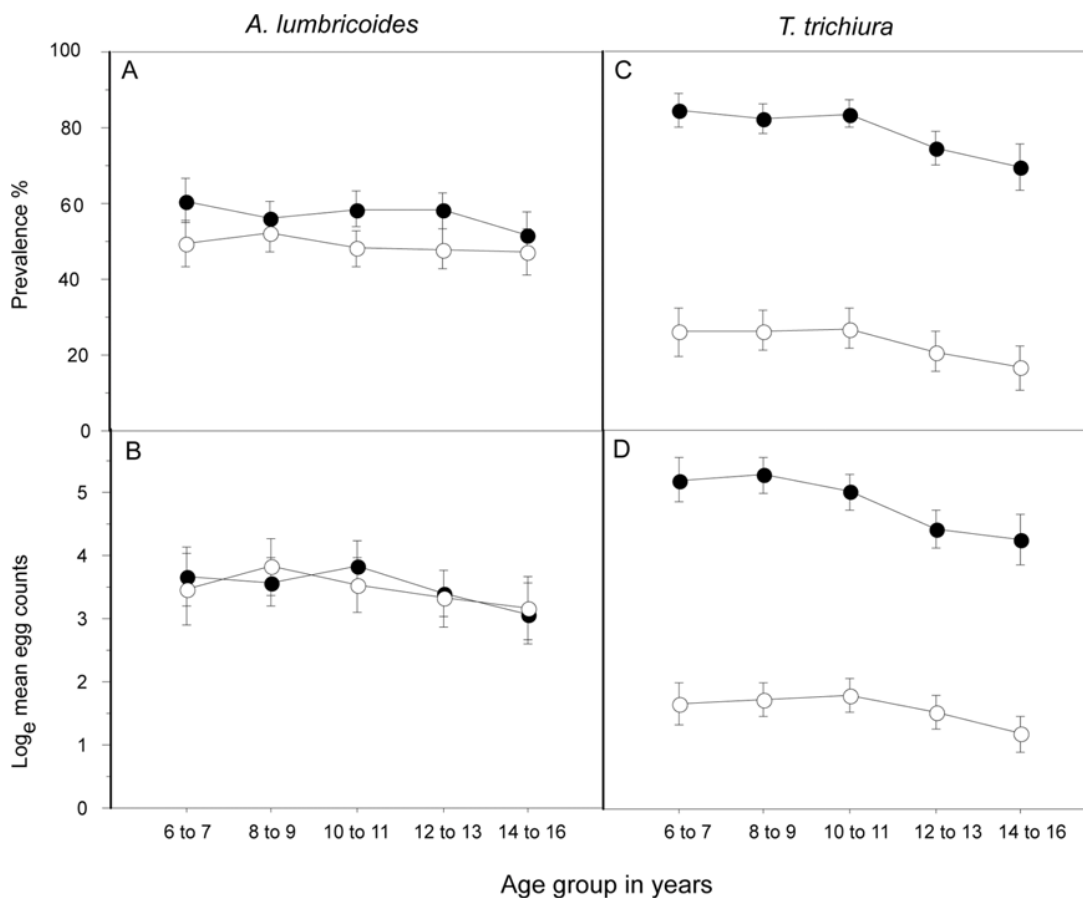 A. lumbricoides
T. trichiura
Prevalence %
100
80
60
40
20
0
A
C
Logₑ mean egg counts
5
4
3
2
1
0
B
D
6 to 7 8 to 9 10 to 11 12 to 13 14 to 16
6 to 7 8 to 9 10 to 11 12 to 13 14 to 16
Age group in years